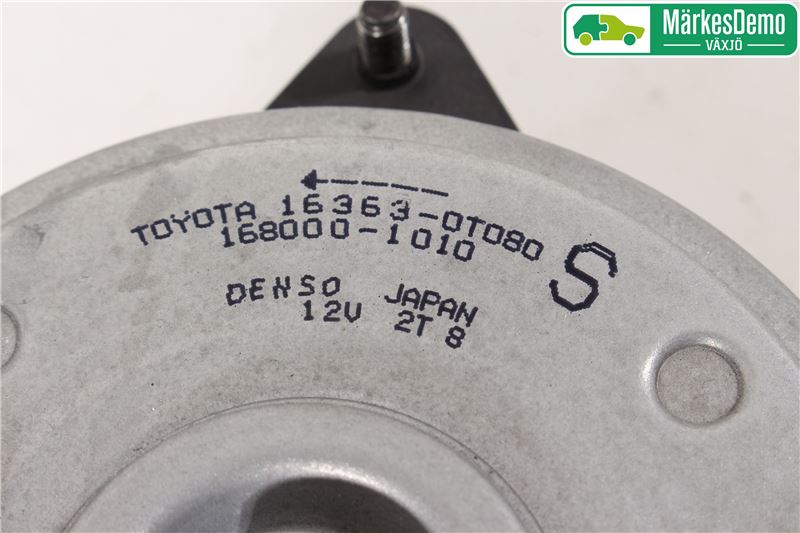 MärkesDemo
VÄXJÖ
TOYOTA 16363-0T080
168000-1010
S
DENSO JAPAN
12V 2T 8